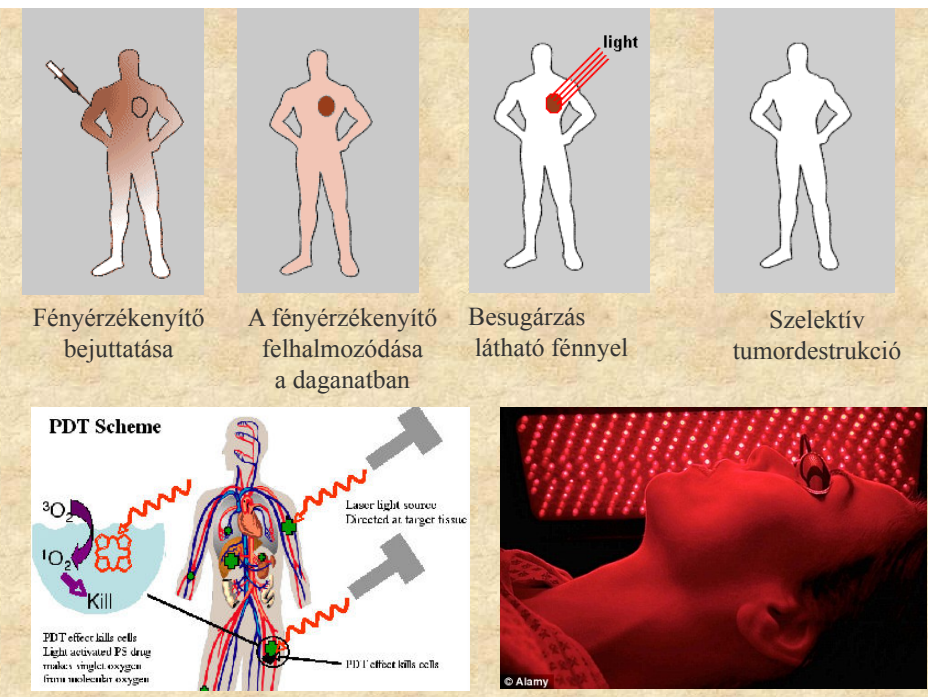 light
Fényérzékenyítő
bejuttatása
A fényérzékenyítő
felhalmozódása
a daganatban
Besugárzás
látható fénnyel
Szelektív
tumordestrukció
PDT Scheme
³O₂
¹O₂
Kill
PDT effect kills cells
Light activated PS drug
makes singlet oxygen
from molecular oxygen
Laser light source
Directed at target tissue
PDT effect kills cells
© Alamy